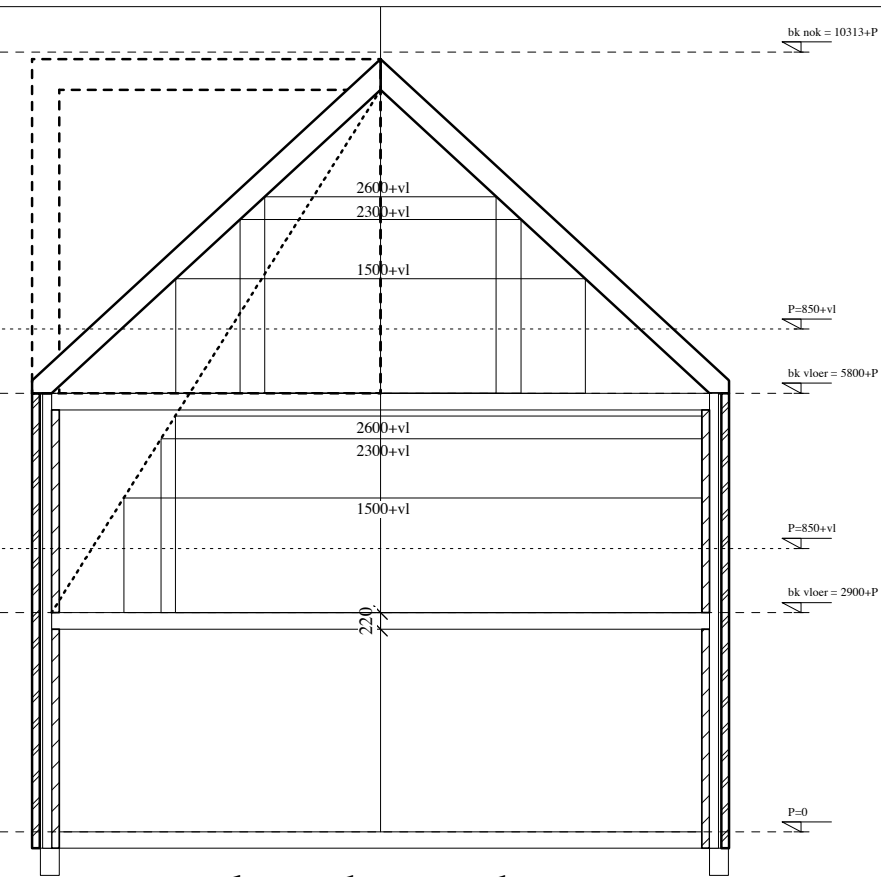 bk nok = 10313+P
2600+vl
2300+vl
1500+vl
P=850+vl
bk vloer = 5800+P
2600+vl
2300+vl
1500+vl
P=850+vl
bk vloer = 2900+P
220.
P=0